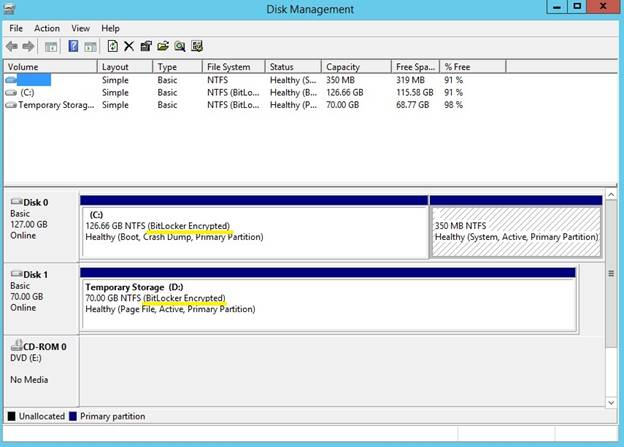 Disk Management
File Action View Help
Volume Layout Type File System Status Capacity Free Spa... % Free
Simple Basic NTFS Healthy (S... 350 MB 319 MB 91 %
(C:) Simple Basic NTFS (BitLo... Healthy (B... 126.66 GB 115.58 GB 91 %
Temporary Storag... Simple Basic NTFS (BitLo... Healthy (P... 70.00 GB 68.77 GB 98 %
Disk 0
Basic
127.00 GB
Online
(C:)
126.66 GB NTFS (BitLocker Encrypted)
Healthy (Boot, Crash Dump, Primary Partition)
350 MB NTFS
Healthy (System, Active, Primary Partition)
Disk 1
Basic
70.00 GB
Online
Temporary Storage (D:)
70.00 GB NTFS (BitLocker Encrypted)
Healthy (Page File, Active, Primary Partition)
CD-ROM 0
DVD (E:)
No Media
Unallocated Primary partition